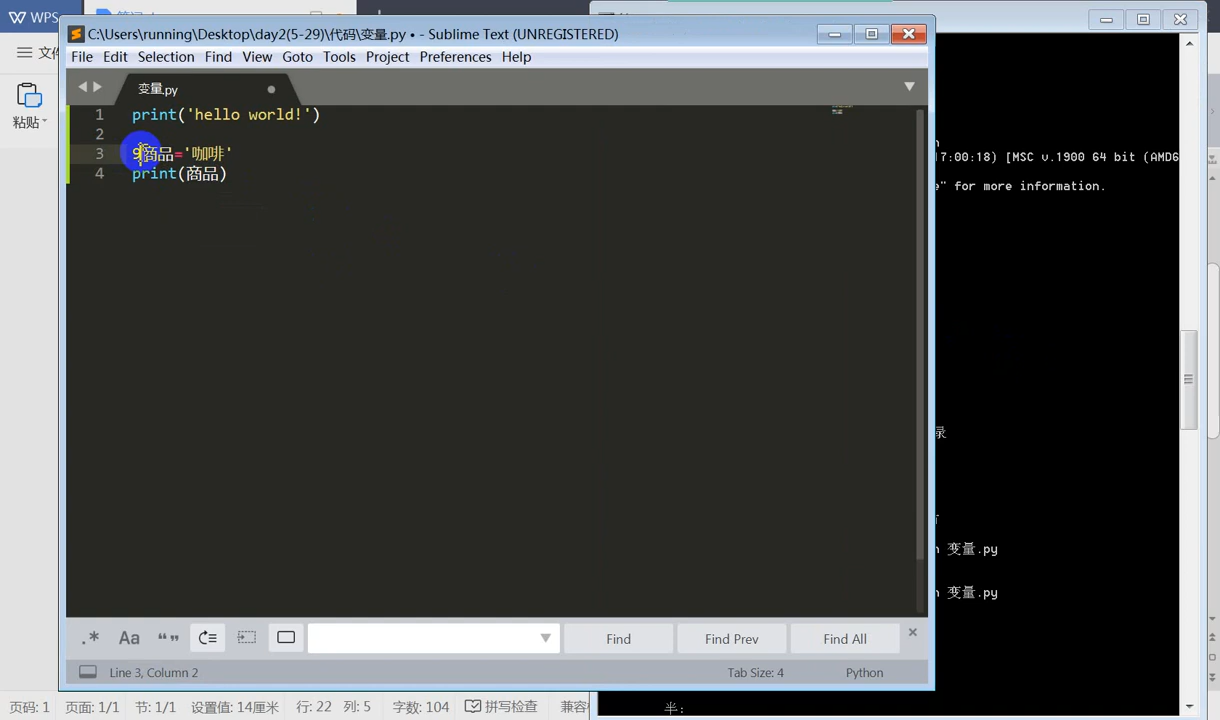 WPS
C:\Users\running\Desktop\day2(5-29)\代码\变量.py • - Sublime Text (UNREGISTERED)
文件
File Edit Selection Find View Goto Tools Project Preferences Help
粘贴
变量.py
1 print('hello world!')
2
3 9商品='咖啡'
4 print(商品)
17:00:18) [MSC v.1900 64 bit (AMD6
e" for more information.
录
n 变量.py
n 变量.py
.* Aa “” Find Find Prev Find All
Line 3, Column 2 Tab Size: 4 Python
页码: 1 页面: 1/1 节: 1/1 设置值: 14厘米 行: 22 列: 5 字数: 104 拼写检查 兼容
半: